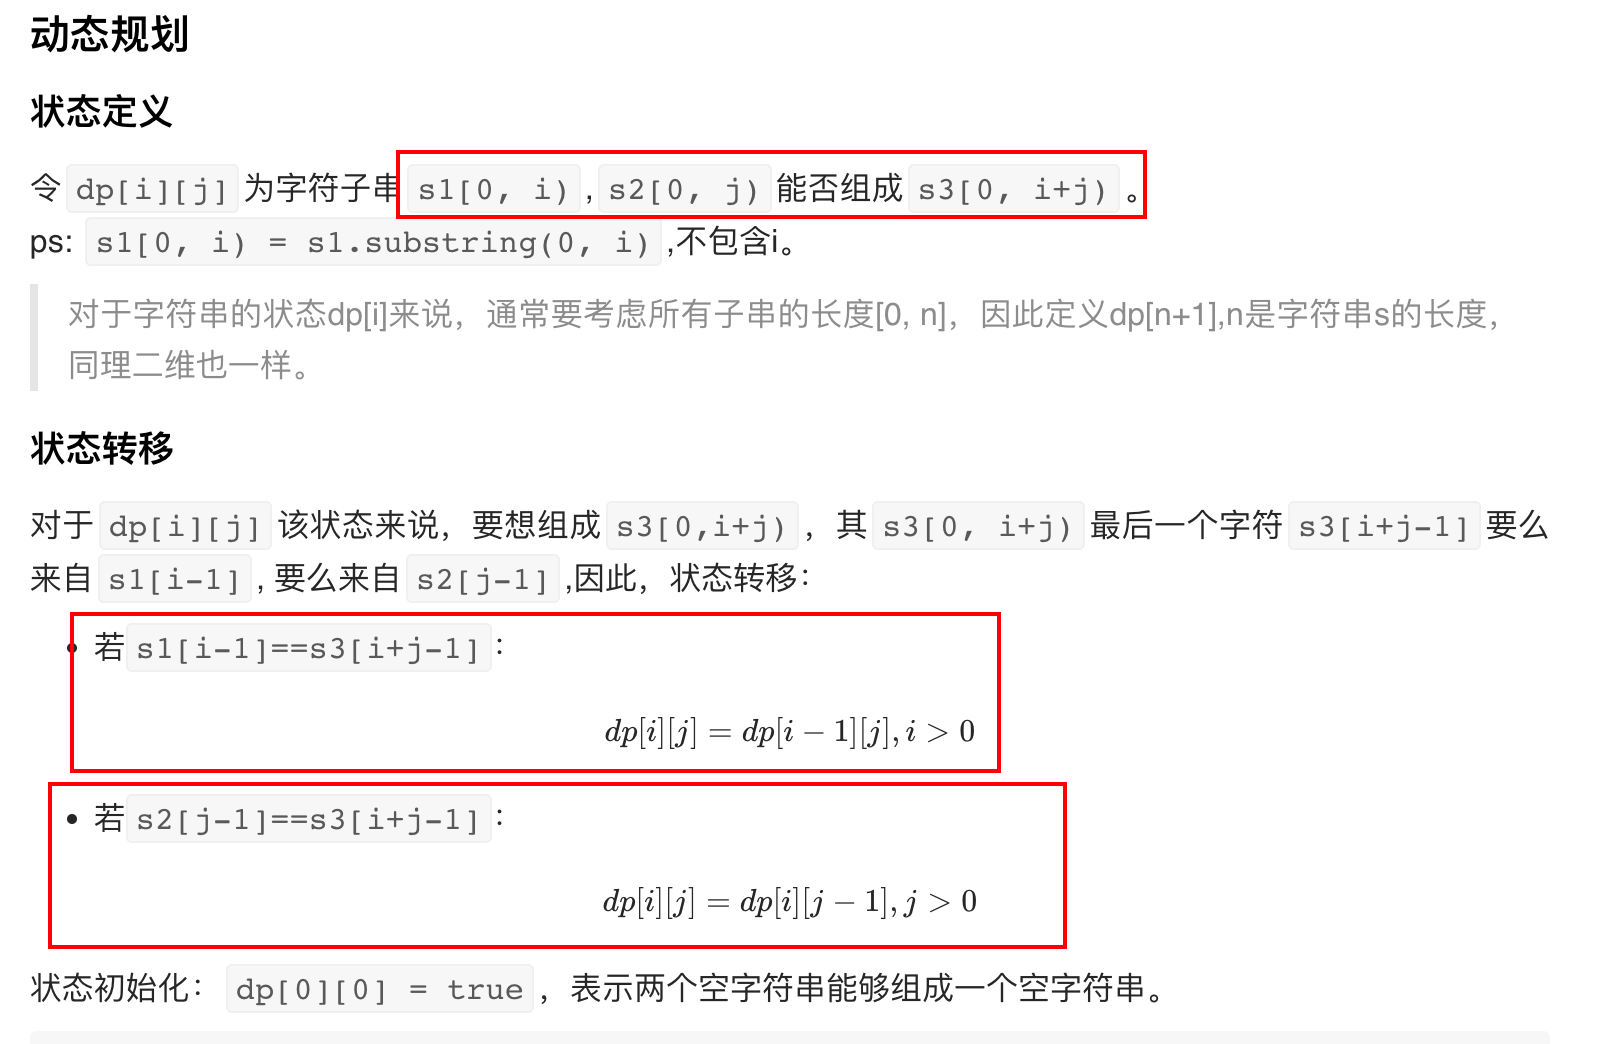 动态规划
状态定义
令 dp[i][j] 为字符子串 s1[0, i) , s2[0, j) 能否组成 s3[0, i+j) 。
ps: s1[0, i) = s1.substring(0, i) ,不包含i。
对于字符串的状态dp[i]来说，通常要考虑所有子串的长度[0, n]，因此定义dp[n+1],n是字符串s的长度，
同理二维也一样。
状态转移
对于 dp[i][j] 该状态来说，要想组成 s3[0,i+j) ，其 s3[0, i+j) 最后一个字符 s3[i+j-1] 要么
来自 s1[i-1] , 要么来自 s2[j-1] ,因此，状态转移：
• 若 s1[i-1]==s3[i+j-1] ：
dp[i][j] = dp[i − 1][j], i > 0
• 若 s2[j-1]==s3[i+j-1] ：
dp[i][j] = dp[i][j − 1], j > 0
状态初始化： dp[0][0] = true ，表示两个空字符串能够组成一个空字符串。